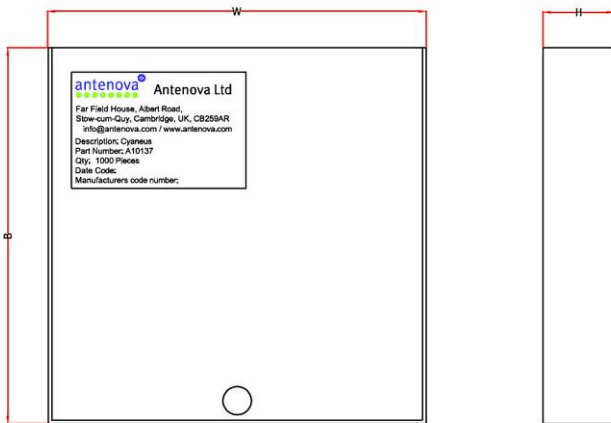 W
H
B
antenova®
Antenova Ltd
Far Field House, Albert Road,
Stow-cum-Quy, Cambridge, UK, CB259AR
info@antenova.com / www.antenova.com
Description: Cyaneus
Part Number: A10137
Qty: 1000 Pieces
Date Code:
Manufacturers code number: